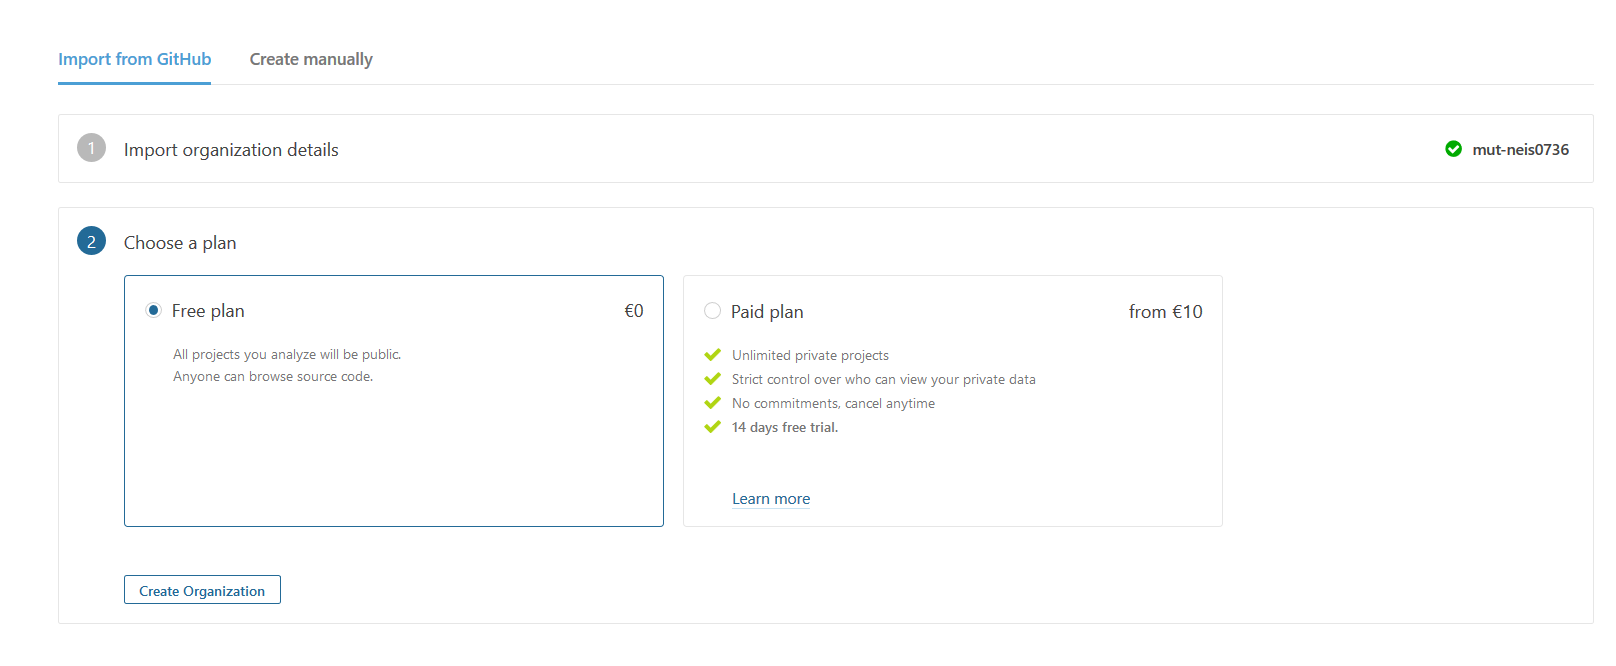 Import from GitHub Create manually
1 Import organization details mut-neis0736
2 Choose a plan
Free plan €0
All projects you analyze will be public.
Anyone can browse source code.
Paid plan from €10
Unlimited private projects
Strict control over who can view your private data
No commitments, cancel anytime
14 days free trial.
Learn more
Create Organization